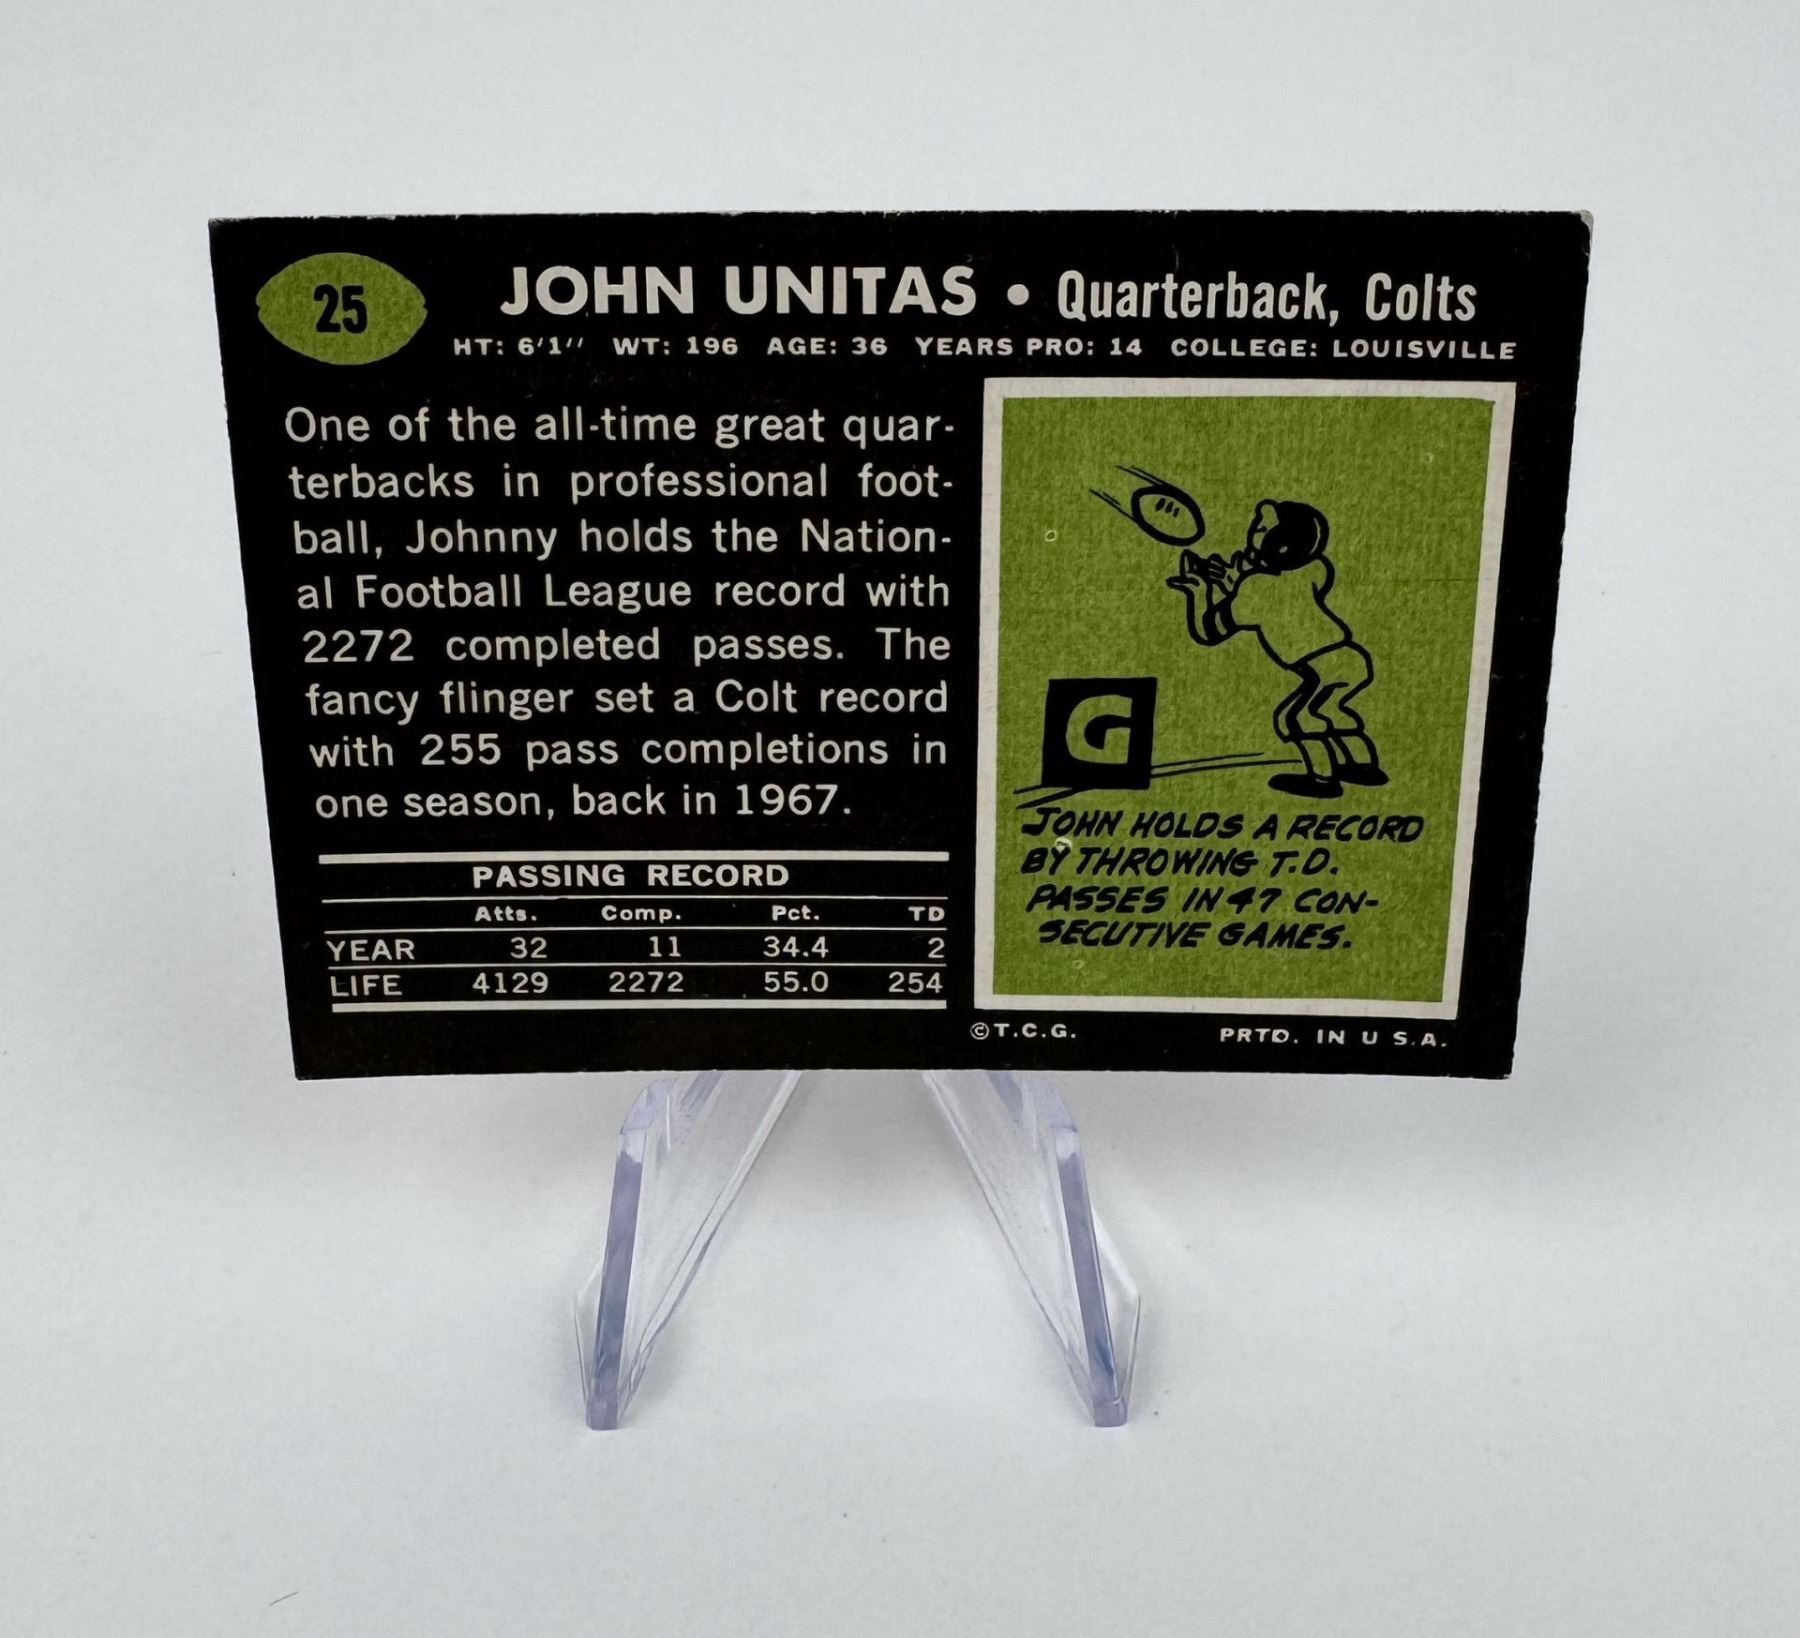 25
JOHN UNITAS • Quarterback, Colts
HT: 6'1'' WT: 196 AGE: 36 YEARS PRO: 14 COLLEGE: LOUISVILLE
One of the all-time great quar-
terbacks in professional foot-
ball, Johnny holds the Nation-
al Football League record with
2272 completed passes. The
fancy flinger set a Colt record
with 255 pass completions in
one season, back in 1967.
PASSING RECORD
Atts. Comp. Pct. TD
YEAR 32 11 34.4 2
LIFE 4129 2272 55.0 254
G
JOHN HOLDS A RECORD
BY THROWING T.D.
PASSES IN 47 CON-
SECUTIVE GAMES.
©T.C.G. PRTD. IN U S.A.